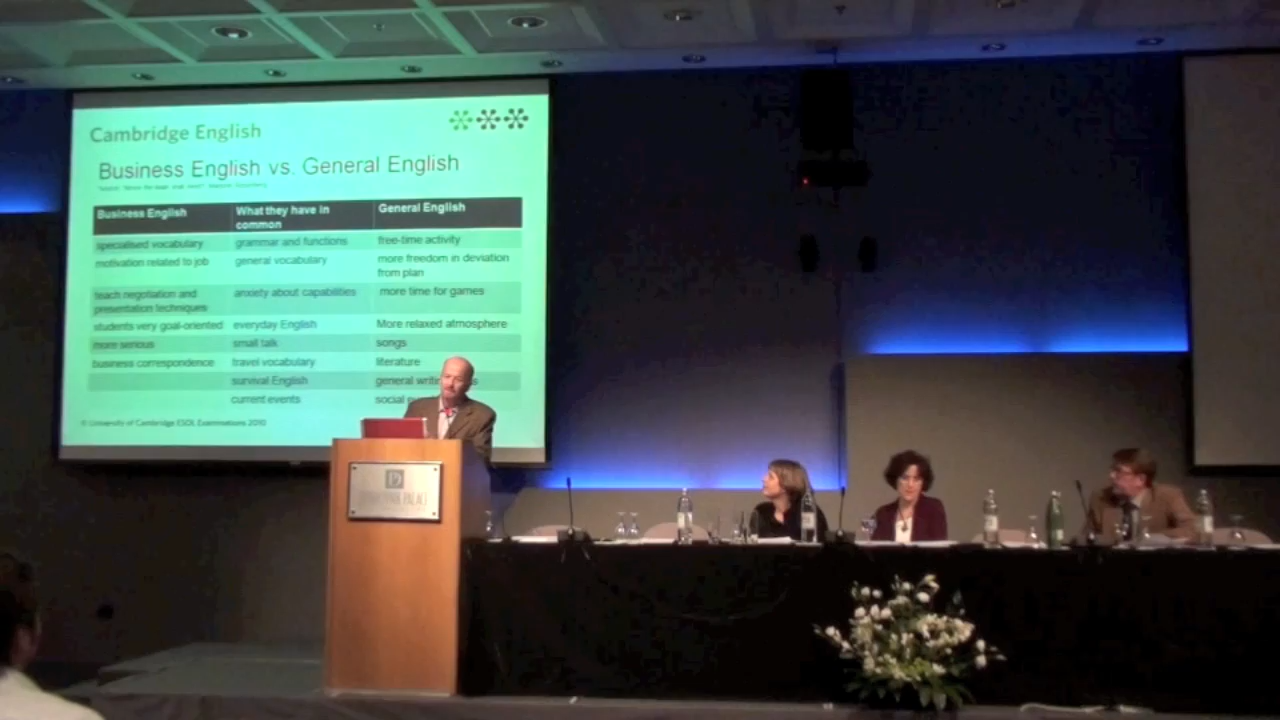 Cambridge English
Business English vs. General English
Business English What they have in common General English
specialised vocabulary grammar and functions free-time activity
motivation related to job general vocabulary more freedom in deviation from plan
teach negotiation and presentation techniques anxiety about capabilities more time for games
students very goal-oriented everyday English More relaxed atmosphere
more serious small talk songs
business correspondence travel vocabulary literature
survival English general
current events social
© University of Cambridge ESOL Examinations 2010